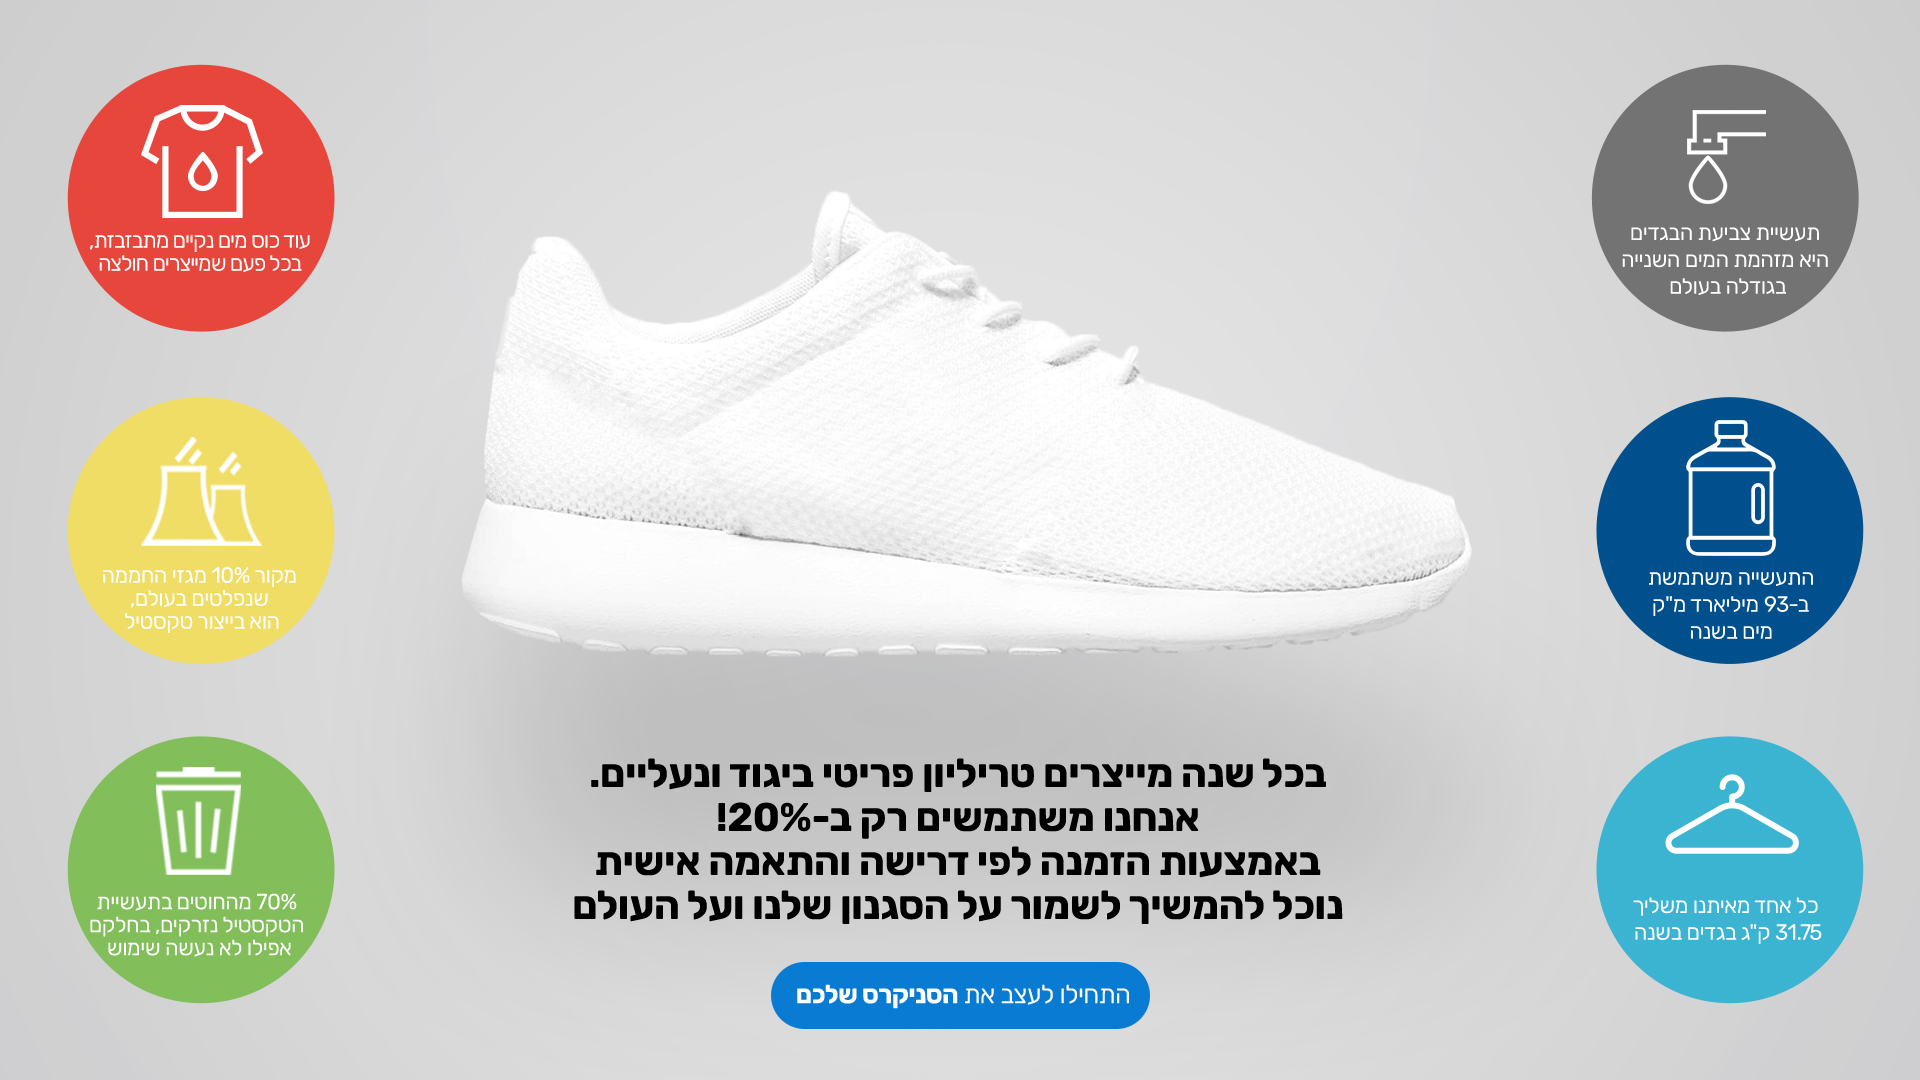 תעשיית צביעת הבגדים
היא מזהמת המים השנייה
בגודלה בעולם
התעשייה משתמשת
ב-93 מיליארד מ"ק
מים בשנה
כל אחד מאיתנו משליך
31.75 ק"ג בגדים בשנה
עוד כוס מים נקיים מתבזבזת,
בכל פעם שמייצרים חולצה
מקור 10% מגזי החממה
שנפלטים בעולם,
הוא בייצור טקסטיל
70% מהחוטים בתעשיית
הטקסטיל נזרקים, בחלקם
אפילו לא נעשה שימוש
בכל שנה מייצרים טריליון פריטי ביגוד ונעליים.
אנחנו משתמשים רק ב-20%!
באמצעות הזמנה לפי דרישה והתאמה אישית
נוכל להמשיך לשמור על הסגנון שלנו ועל העולם
התחילו לעצב את הסניקרס שלכם